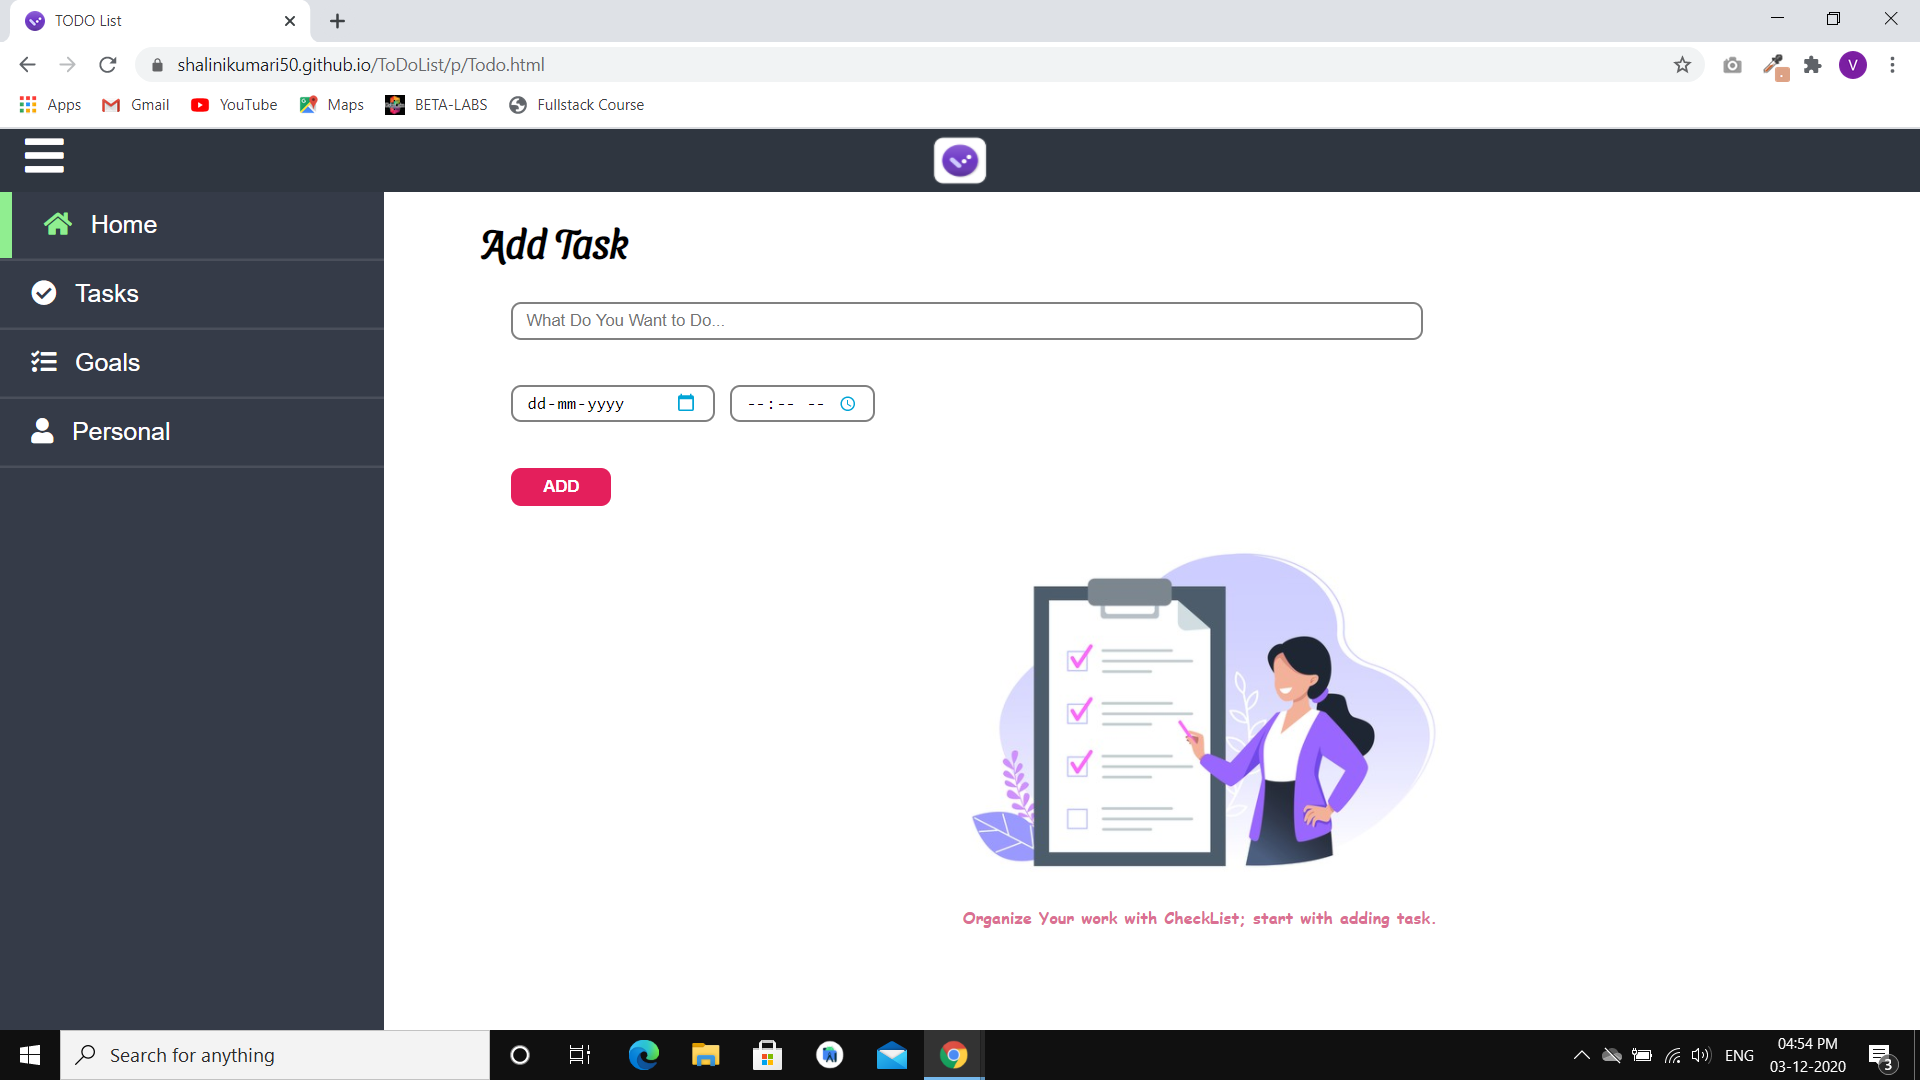 TODO List
shalinikumari50.github.io/ToDoList/p/Todo.html
V
Apps Gmail YouTube Maps BETA-LABS Fullstack Course
Home
Tasks
Goals
Personal
Add Task
What Do You Want to Do...
dd-mm-yyyy --:-- --
ADD
Organize Your work with CheckList; start with adding task.
Search for anything
ENG
04:54 PM
03-12-2020
3